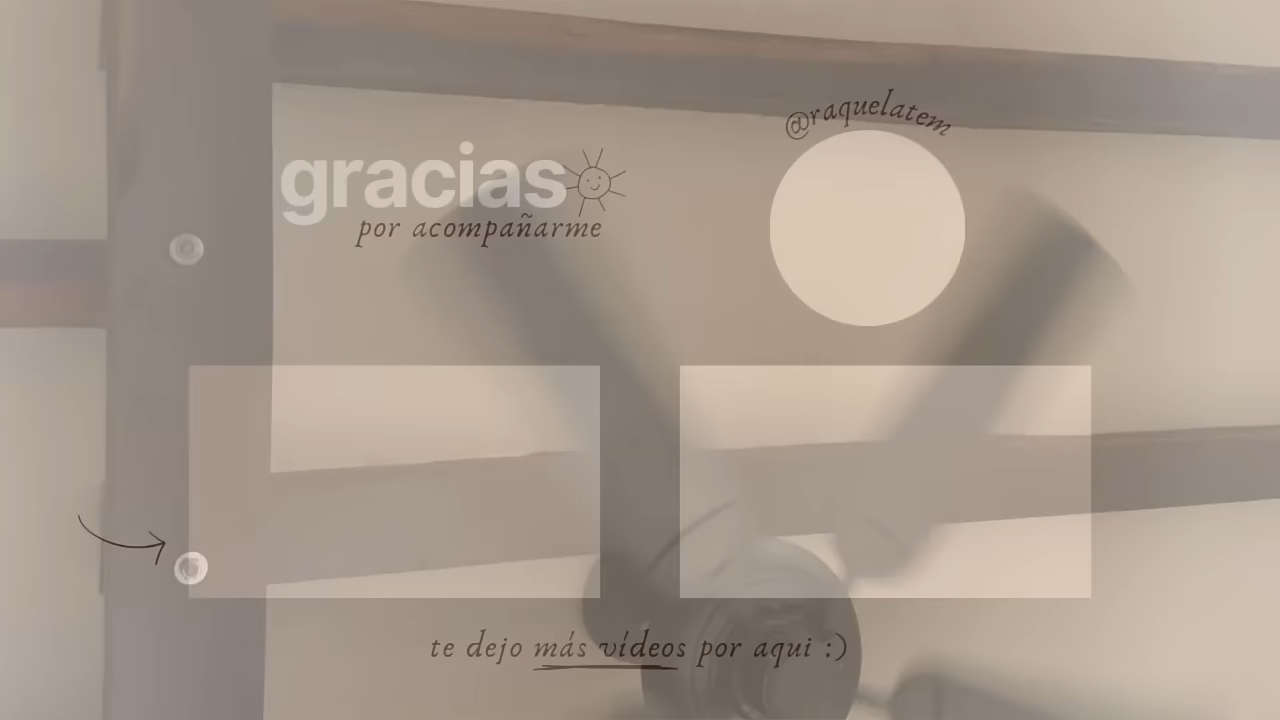 @raquelatem
gracias
por acompañarme
te dejo más vídeos por aqui :)